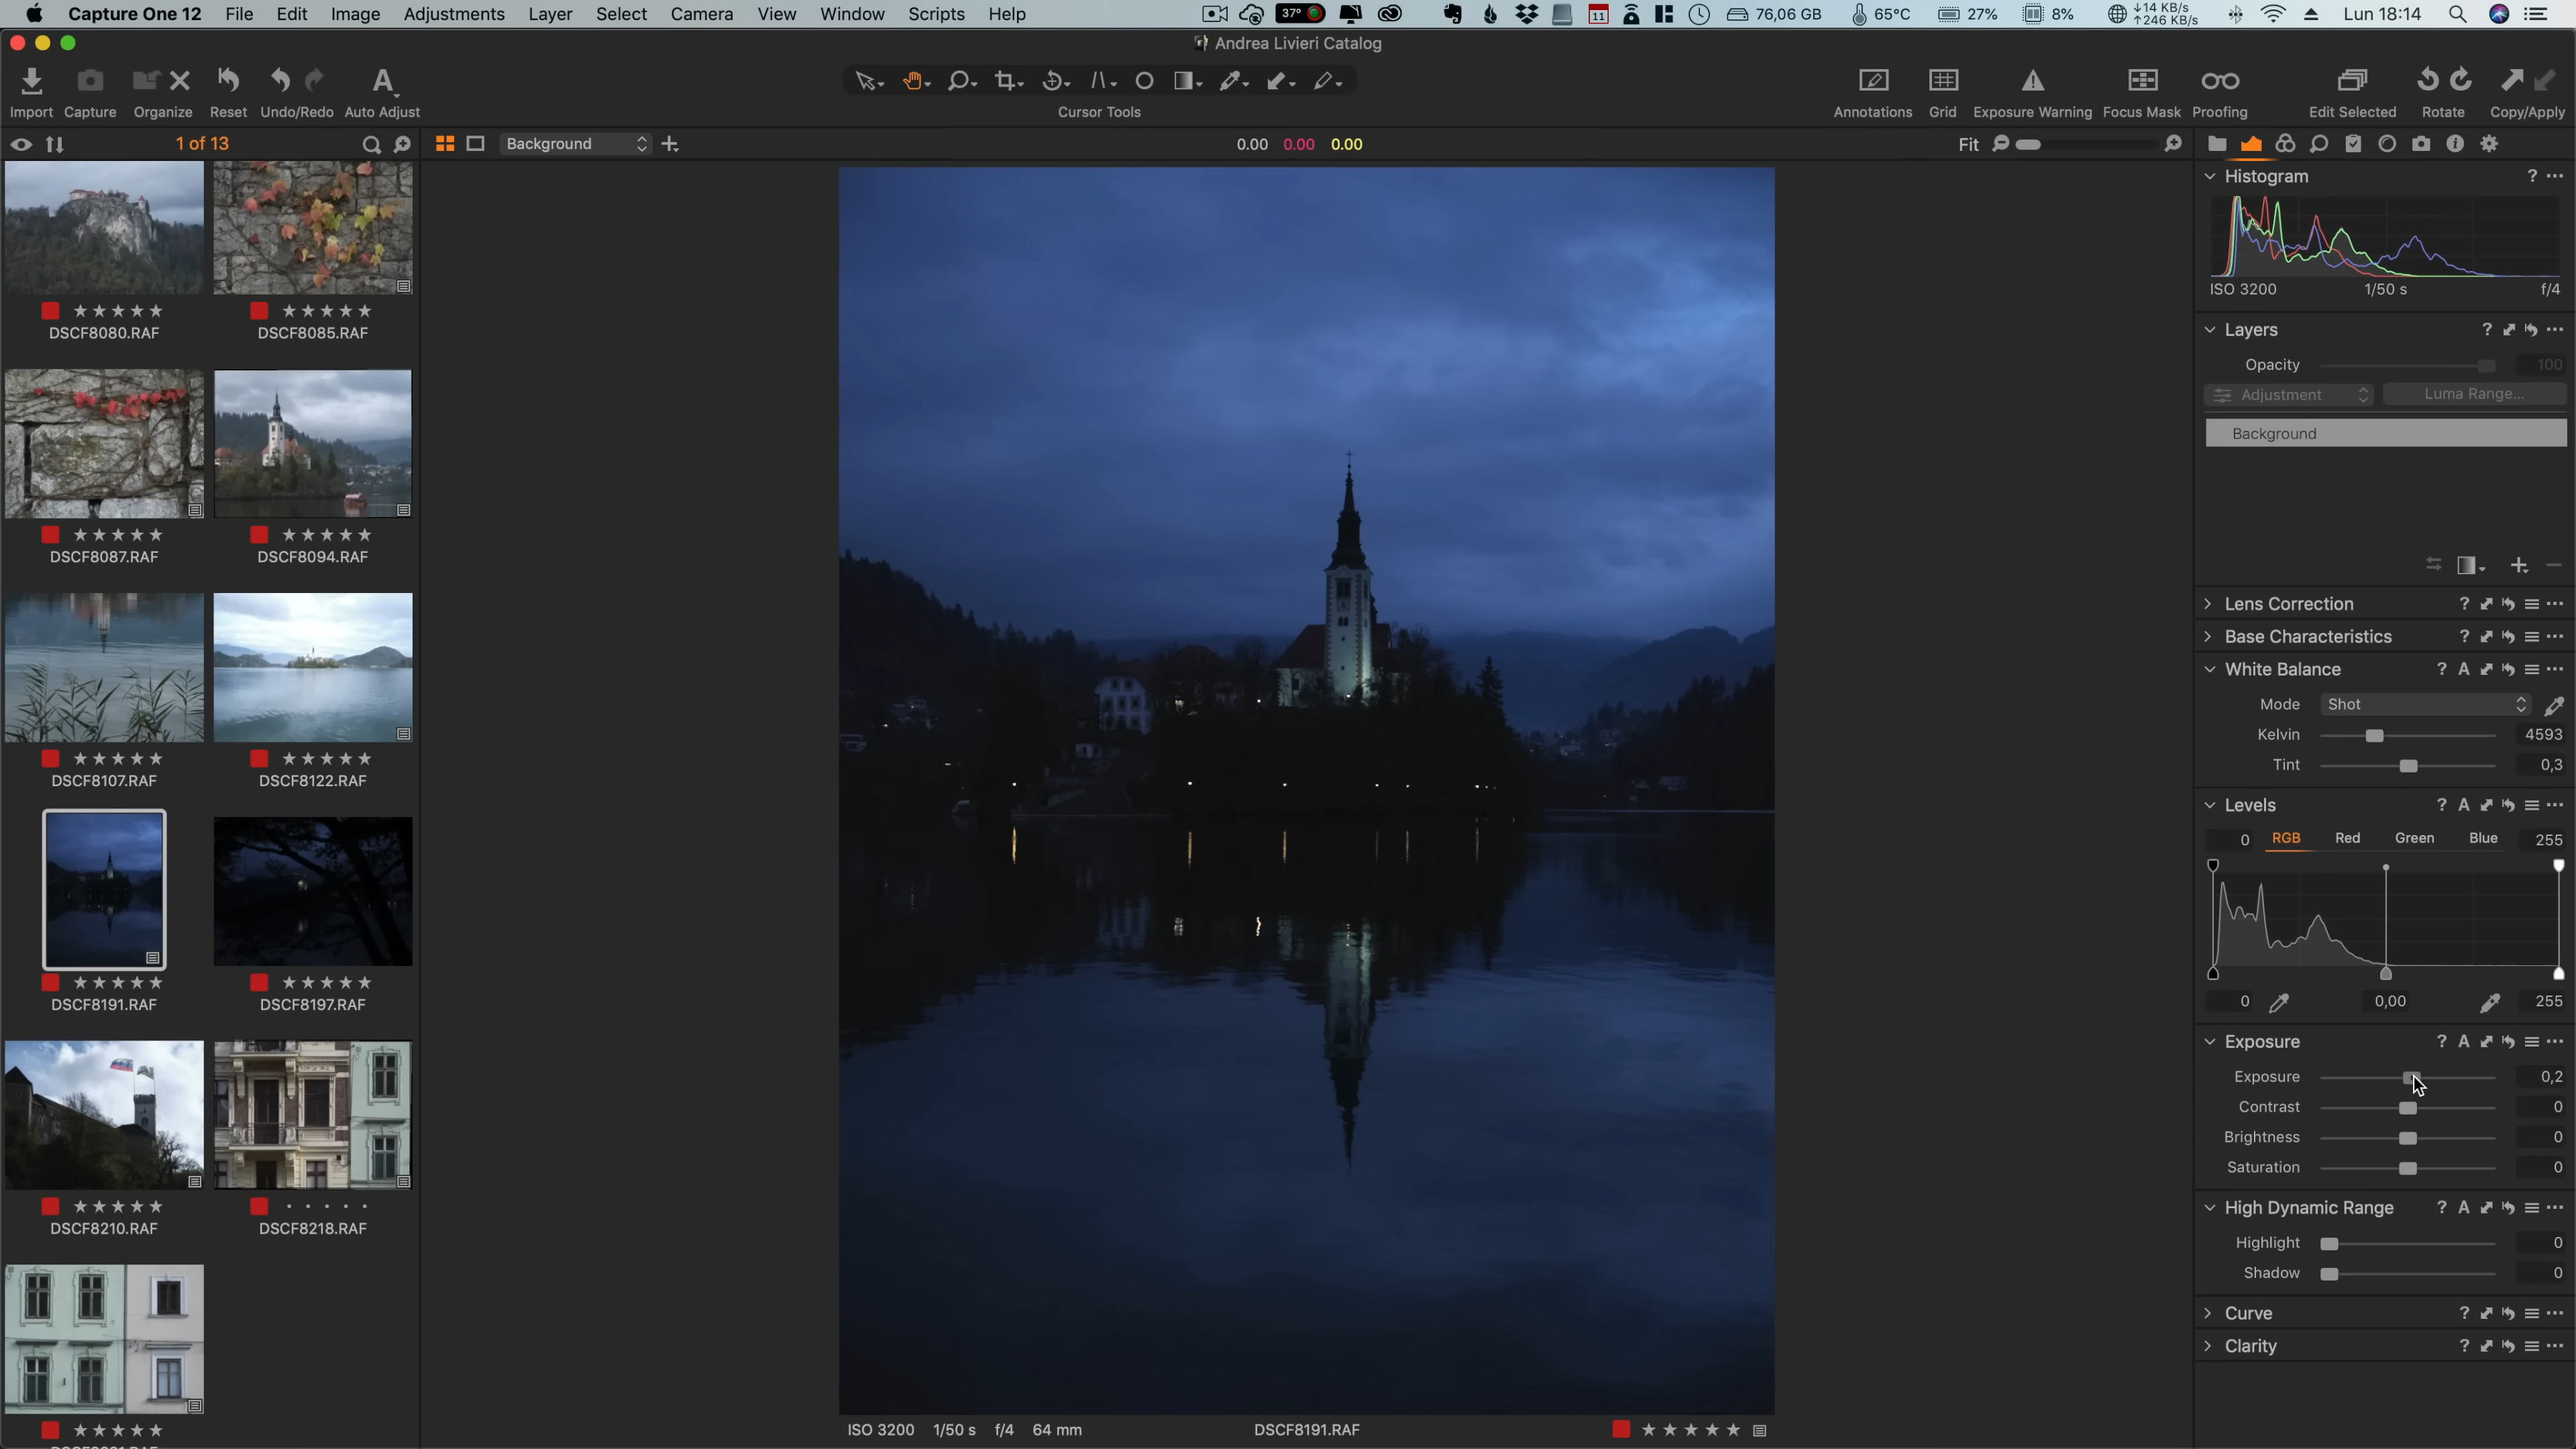 Capture One 12 File Edit Image Adjustments Layer Select Camera View Window Scripts Help 37° 11 76,06 GB 65°C 27% 8% ↓14 KB/s ↑246 KB/s Lun 18:14
Andrea Livieri Catalog
Import Capture Organize Reset Undo/Redo Auto Adjust
Cursor Tools
Annotations Grid Exposure Warning Focus Mask Proofing Edit Selected Rotate Copy/Apply
1 of 13
Background
0.00 0.00 0.00
Fit
DSCF8080.RAF DSCF8085.RAF
DSCF8087.RAF DSCF8094.RAF
DSCF8107.RAF DSCF8122.RAF
DSCF8191.RAF DSCF8197.RAF
DSCF8210.RAF DSCF8218.RAF
ISO 3200 1/50 s f/4 64 mm DSCF8191.RAF
Histogram ?
ISO 3200 1/50 s f/4
Layers ?
Opacity 100
Adjustment Luma Range...
Background
Lens Correction ?
Base Characteristics ?
White Balance ? A
Mode Shot
Kelvin 4593
Tint 0,3
Levels ? A
0 RGB Red Green Blue 255
0 0,00 255
Exposure ? A
Exposure 0,2
Contrast 0
Brightness 0
Saturation 0
High Dynamic Range ? A
Highlight 0
Shadow 0
Curve ?
Clarity ?